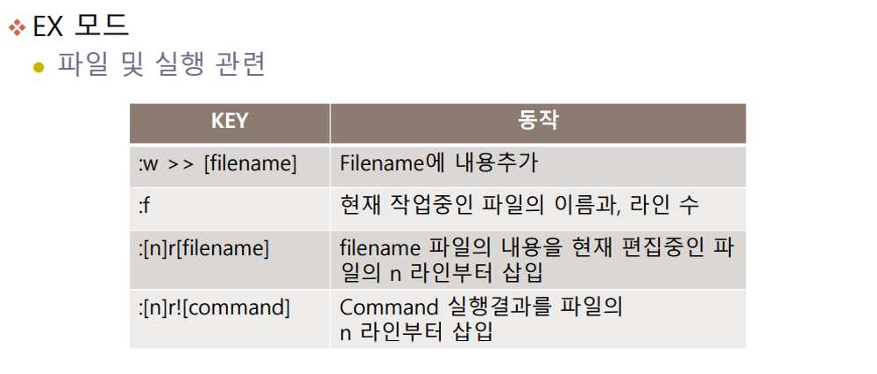 EX 모드
파일 및 실행 관련
KEY 동작
:w >> [filename] Filename에 내용추가
:f 현재 작업중인 파일의 이름과, 라인 수
:[n]r[filename] filename 파일의 내용을 현재 편집중인 파
일의 n 라인부터 삽입
:[n]r![command] Command 실행결과를 파일의
n 라인부터 삽입